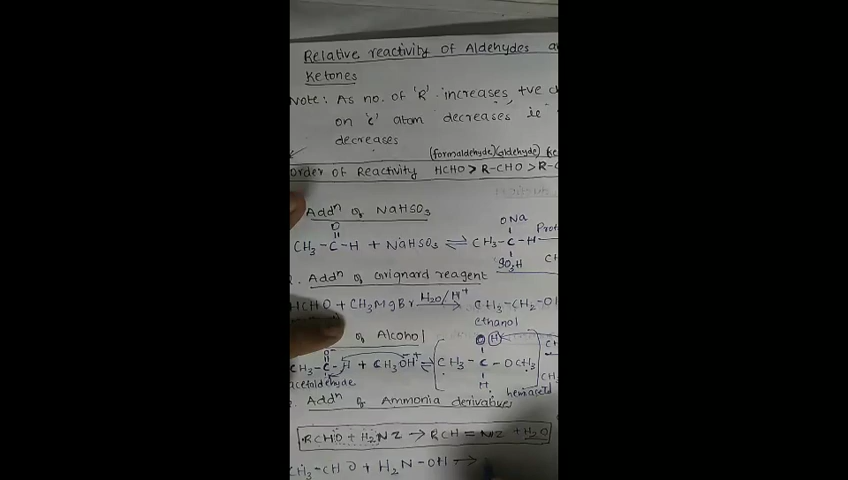 Relative reactivity of Aldehydes a
Ketones
Note: As no. of 'R' increases, +ve c
on 'c' atom decreases ie
decreases
(formaldehyde) (aldehyde)
order of Reactivity HCHO > R-CHO > R-C
Addⁿ of NaHSO₃
O ONa
CH₃-C-H + NaHSO₃ ⇌ CH₃-C-H Prot
SO₃H
. Addⁿ of Grignard reagent
HCHO + CH₃MgBr H₂O/H⁺ → CH₃-CH₂-OH
ethanol
of Alcohol
O OH
CH₃-C-H + CH₃OH ⇌ CH₃-C-OCH₃
acetaldehyde H hemiacetal
Addⁿ of Ammonia derivatives
RCHO + H₂NZ → RCH=NZ + H₂O
CH₃-CHO + H₂N-OH →